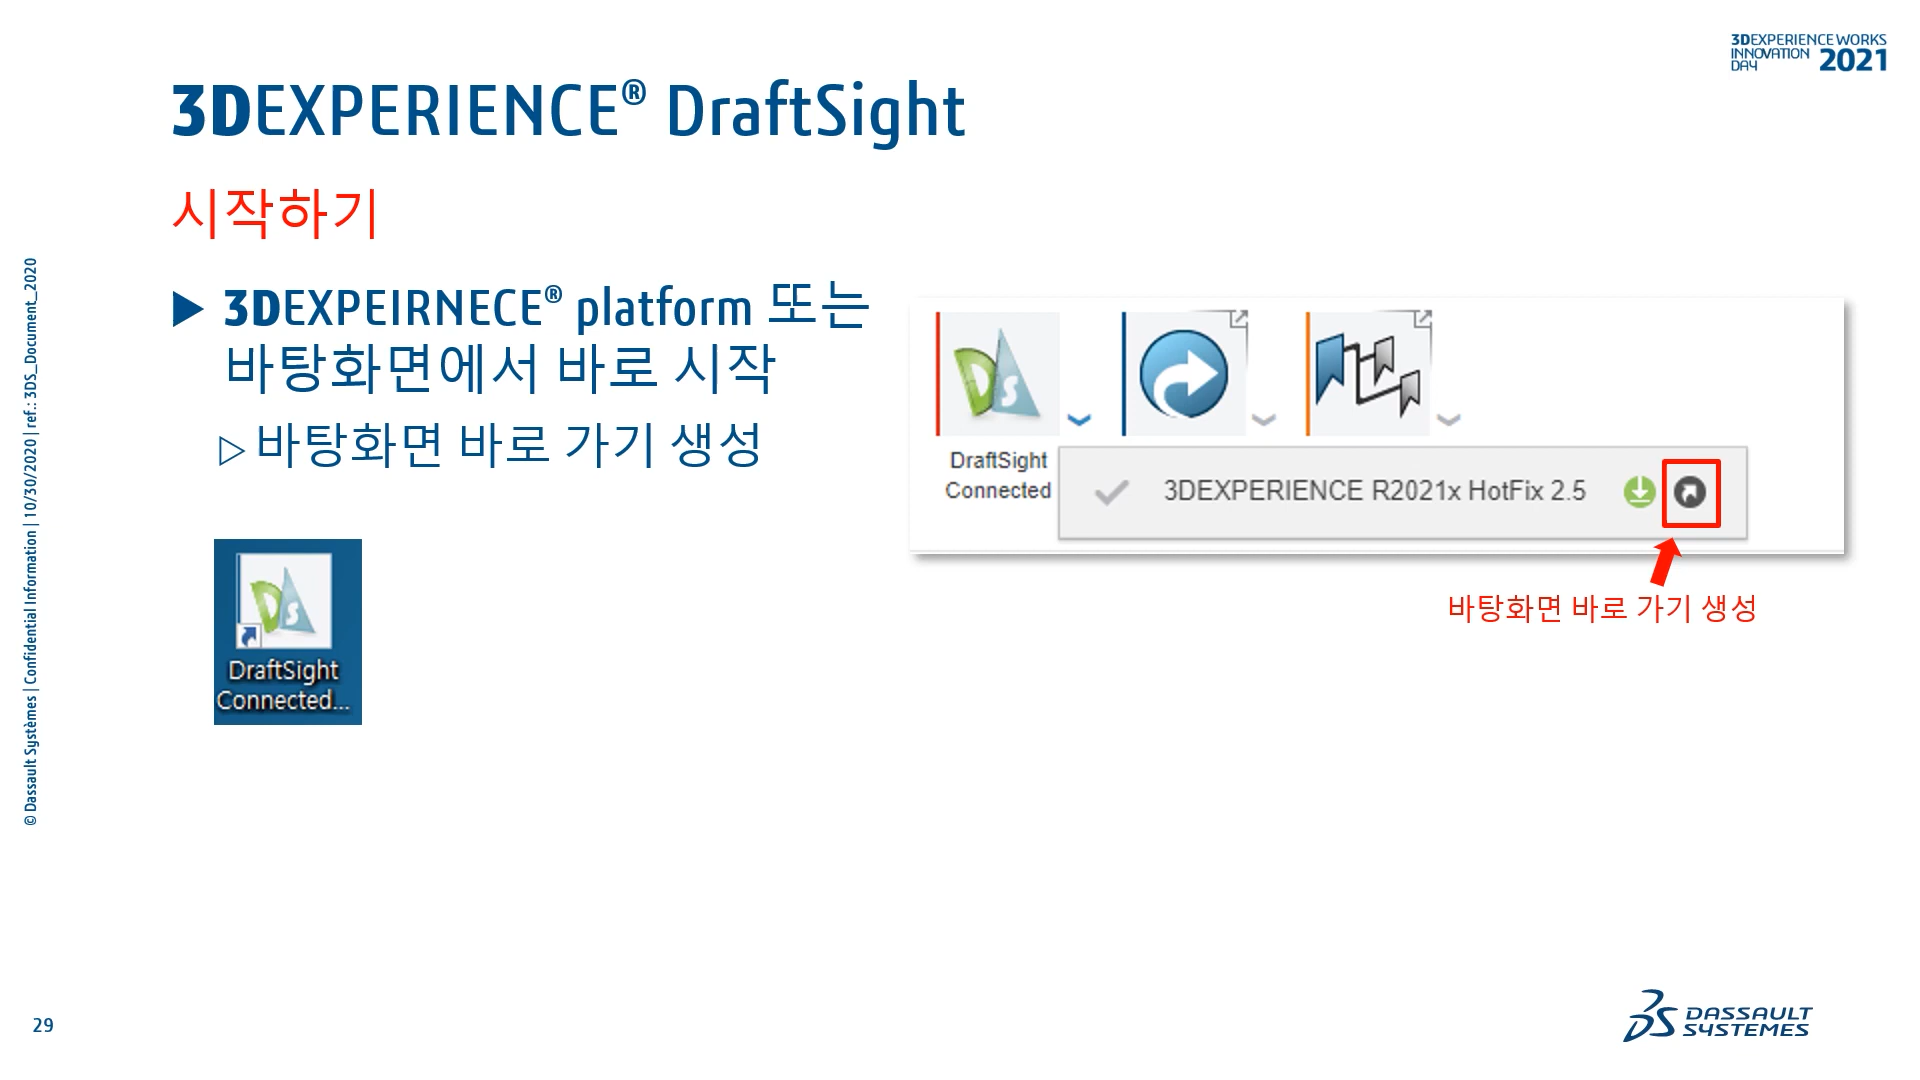 3DEXPERIENCE WORKS
INNOVATION
DAY 2021
3DEXPERIENCE® DraftSight
시작하기
▶ 3DEXPEIRNECE® platform 또는
바탕화면에서 바로 시작
▷ 바탕화면 바로 가기 생성
DraftSight
Connected
3DEXPERIENCE R2021x HotFix 2.5
바탕화면 바로 가기 생성
DS
DraftSight
Connected...
© Dassault Systèmes | Confidential Information | 10/30/2020 | ref.: 3DS_Document_2020
29
DASSAULT
SYSTEMES